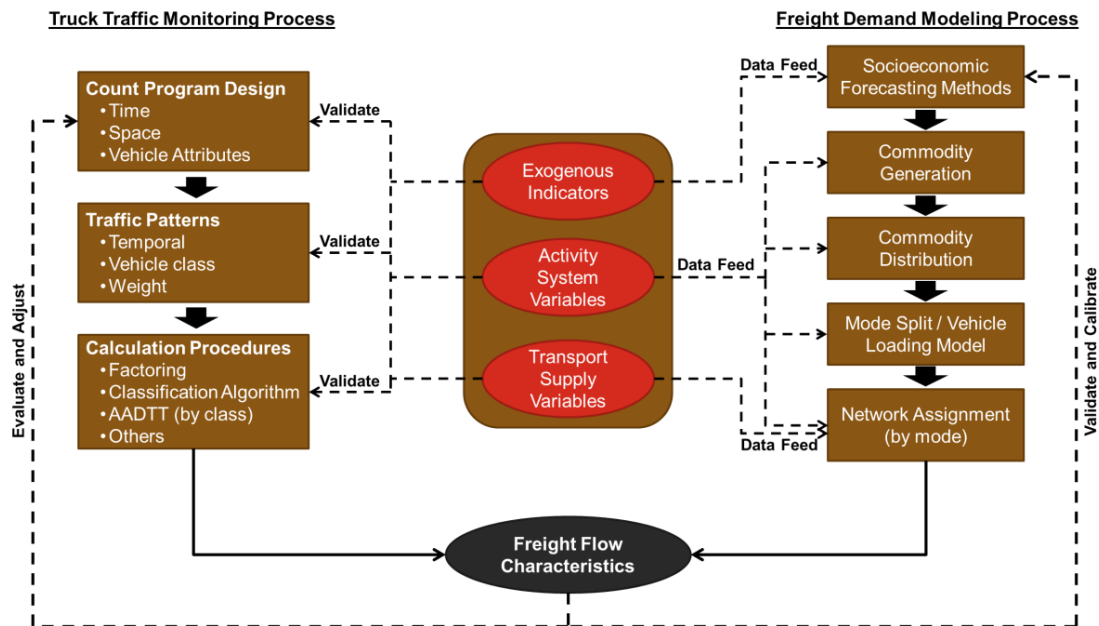 Truck Traffic Monitoring Process
Freight Demand Modeling Process
Count Program Design
• Time
• Space
• Vehicle Attributes
Traffic Patterns
• Temporal
• Vehicle class
• Weight
Calculation Procedures
• Factoring
• Classification Algorithm
• AADTT (by class)
• Others
Evaluate and Adjust
Validate
Validate
Validate
Exogenous
Indicators
Activity
System
Variables
Transport
Supply
Variables
Data Feed
Data Feed
Data Feed
Socioeconomic
Forecasting Methods
Commodity
Generation
Commodity
Distribution
Mode Split / Vehicle
Loading Model
Network Assignment
(by mode)
Validate and Calibrate
Freight Flow
Characteristics